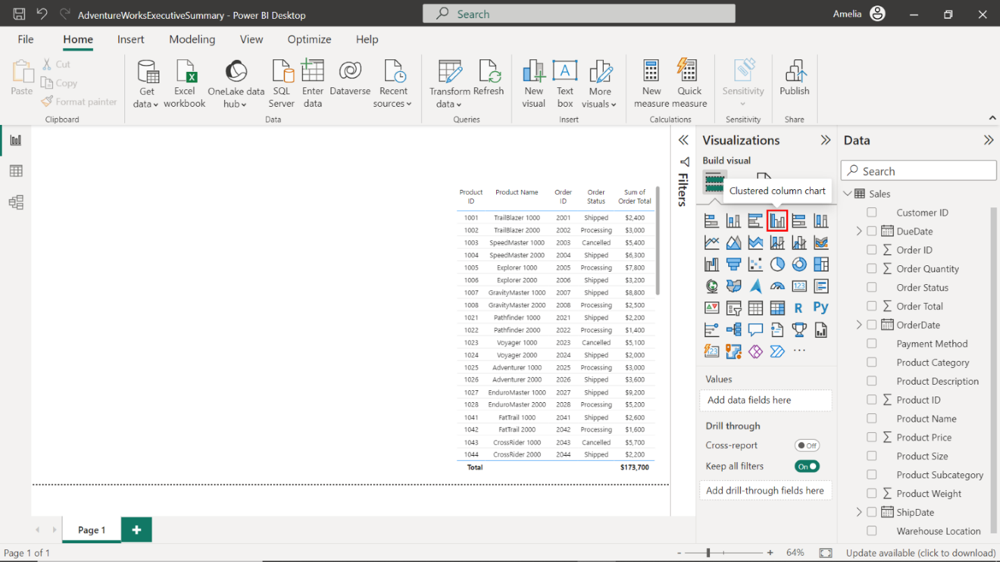 AdventureWorksExecutiveSummary - Power BI Desktop
Search
Amelia
File Home Insert Modeling View Optimize Help
Paste
Cut
Copy
Format painter
Clipboard
Get data
Excel workbook
OneLake data hub
SQL Server
Enter data
Dataverse
Recent sources
Data
Transform data
Refresh
Queries
New visual
Text box
More visuals
Insert
New measure
Quick measure
Calculations
Sensitivity
Sensitivity
Publish
Share
Product ID Product Name Order ID Order Status Sum of Order Total
1001 TrailBlazer 1000 2001 Shipped $2,400
1002 TrailBlazer 2000 2002 Processing $3,000
1003 SpeedMaster 1000 2003 Cancelled $5,400
1004 SpeedMaster 2000 2004 Shipped $6,300
1005 Explorer 1000 2005 Processing $7,800
1006 Explorer 2000 2006 Shipped $3,200
1007 GravityMaster 1000 2007 Shipped $8,800
1008 GravityMaster 2000 2008 Processing $2,500
1021 Pathfinder 1000 2021 Shipped $2,200
1022 Pathfinder 2000 2022 Processing $1,400
1023 Voyager 1000 2023 Cancelled $5,100
1024 Voyager 2000 2024 Shipped $2,000
1025 Adventurer 1000 2025 Processing $3,000
1026 Adventurer 2000 2026 Shipped $3,600
1027 EnduroMaster 1000 2027 Shipped $9,200
1028 EnduroMaster 2000 2028 Processing $5,200
1041 FatTrail 1000 2041 Shipped $2,600
1042 FatTrail 2000 2042 Processing $1,600
1043 CrossRider 1000 2043 Cancelled $5,700
1044 CrossRider 2000 2044 Shipped $2,200
Total $173,700
Filters
Visualizations
Build visual
Clustered column chart
123
R Py
123
Values
Add data fields here
Drill through
Cross-report Off
Keep all filters On
Add drill-through fields here
Data
Search
Sales
Customer ID
DueDate
Order ID
Order Quantity
Order Status
Order Total
OrderDate
Payment Method
Product Category
Product Description
Product ID
Product Name
Product Price
Product Size
Product Subcategory
Product Weight
ShipDate
Warehouse Location
Page 1
Page 1 of 1
64%
Update available (click to download)